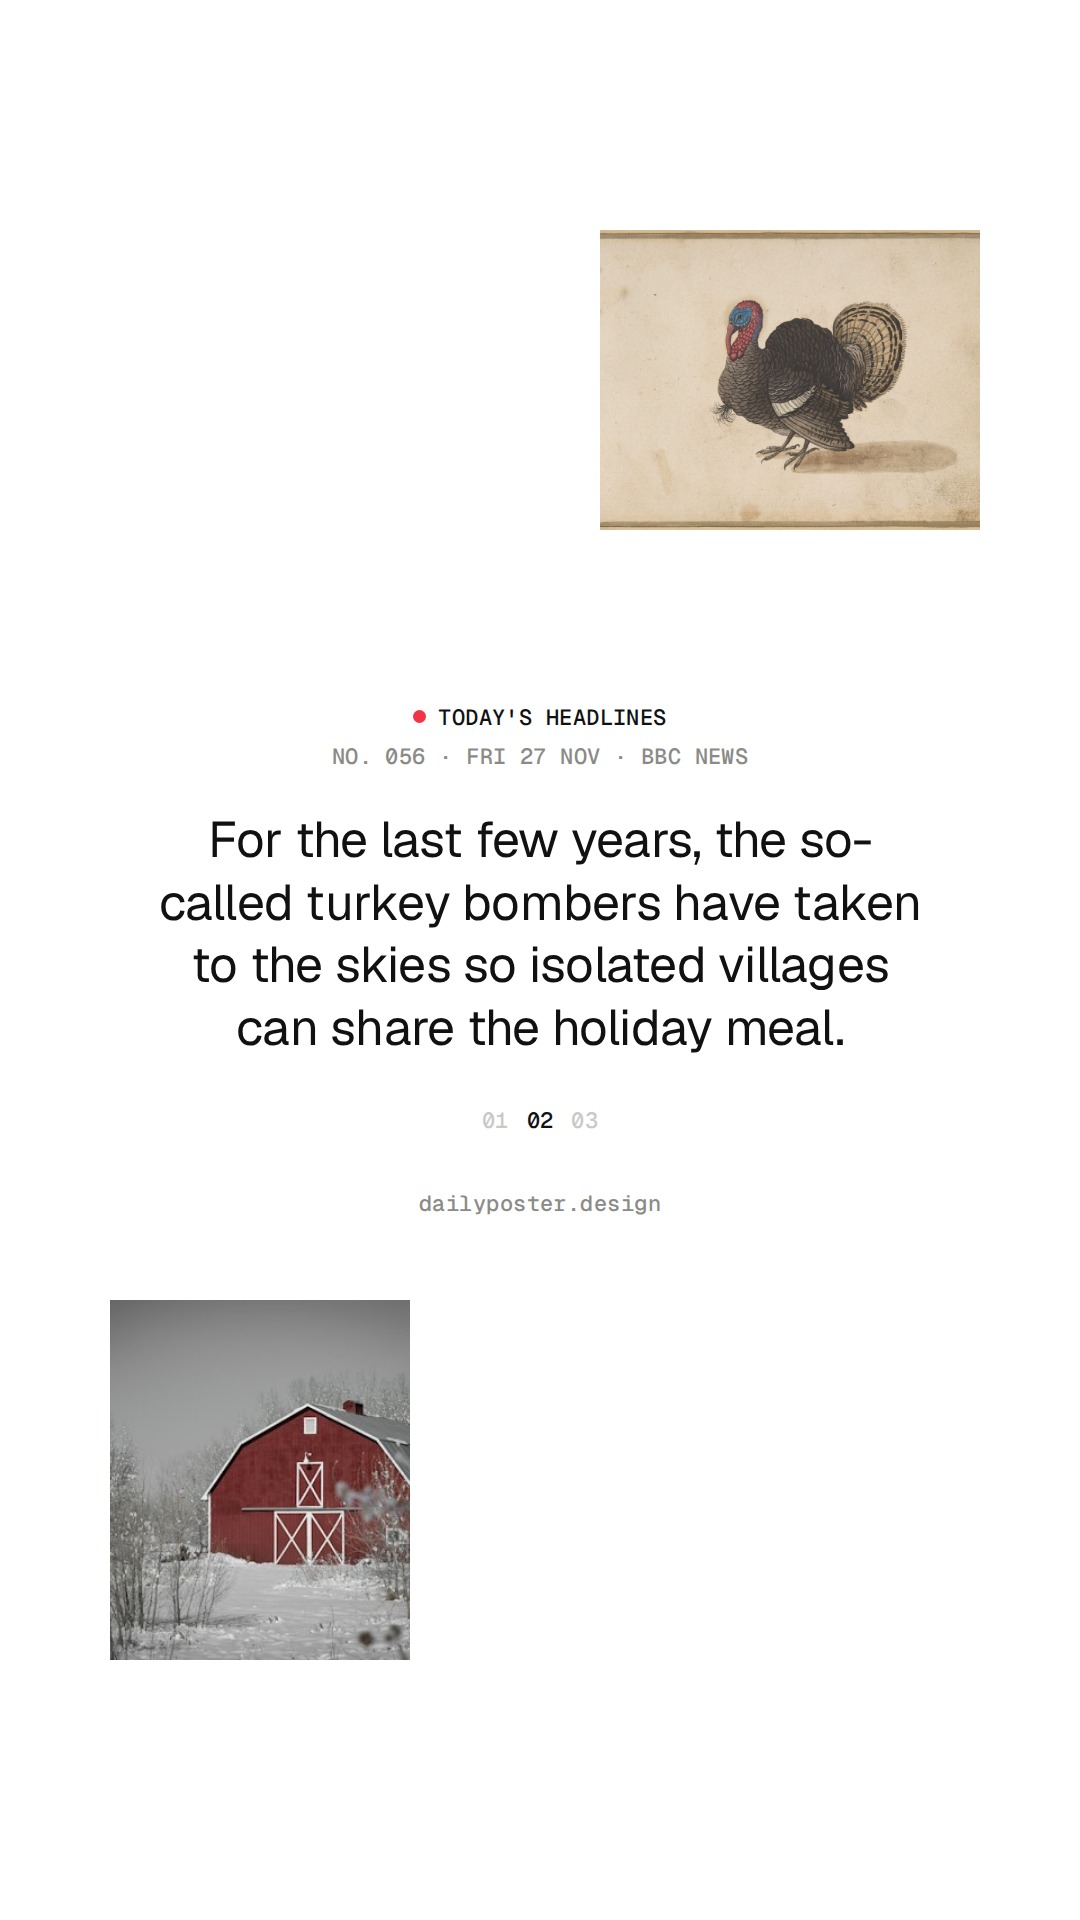 TODAY'S HEADLINES
NO. 056 · FRI 27 NOV · BBC NEWS
For the last few years, the so-
called turkey bombers have taken
to the skies so isolated villages
can share the holiday meal.
01 02 03
dailyposter.design